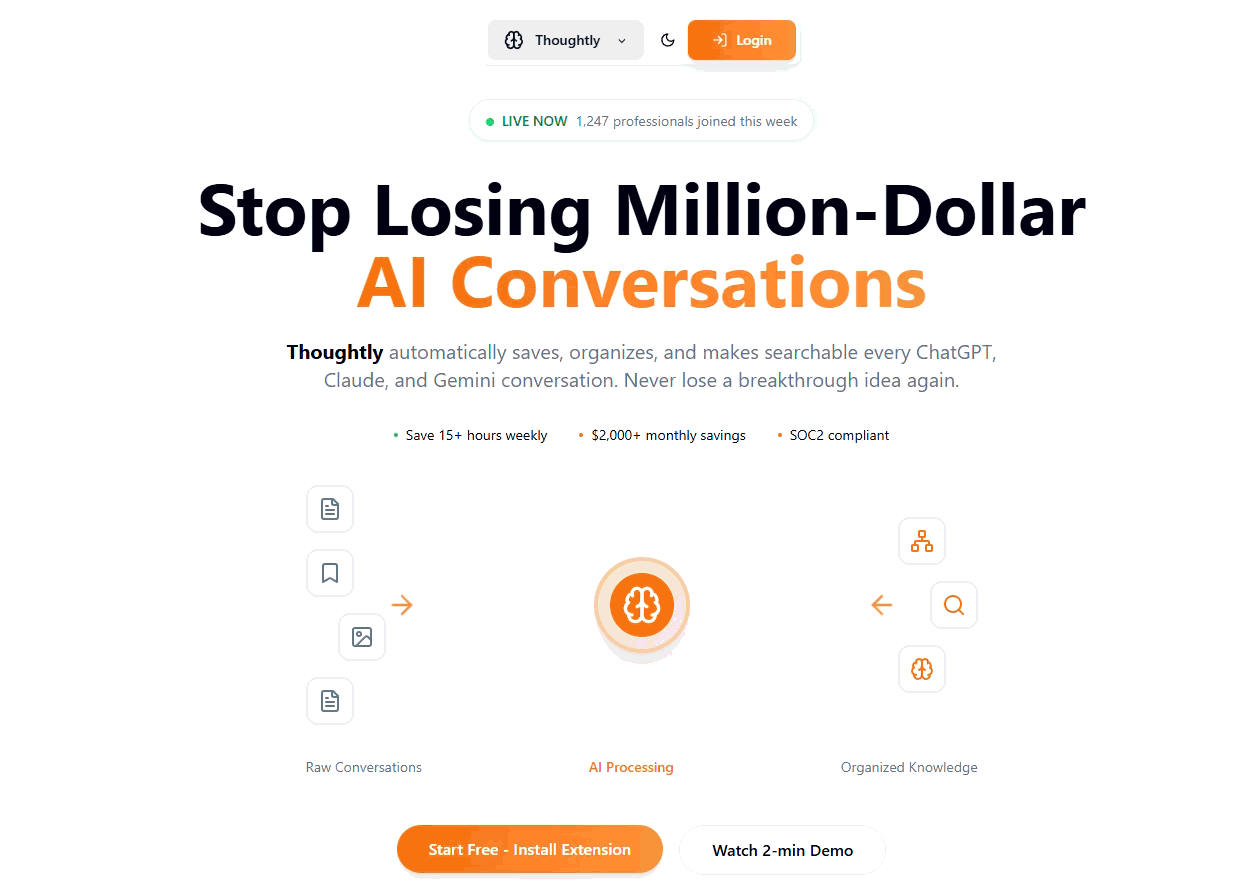 Thoughtly
Login
LIVE NOW 1,247 professionals joined this week
Stop Losing Million-Dollar
AI Conversations
Thoughtly automatically saves, organizes, and makes searchable every ChatGPT,
Claude, and Gemini conversation. Never lose a breakthrough idea again.
• Save 15+ hours weekly • $2,000+ monthly savings • SOC2 compliant
Raw Conversations
AI Processing
Organized Knowledge
Start Free - Install Extension
Watch 2-min Demo